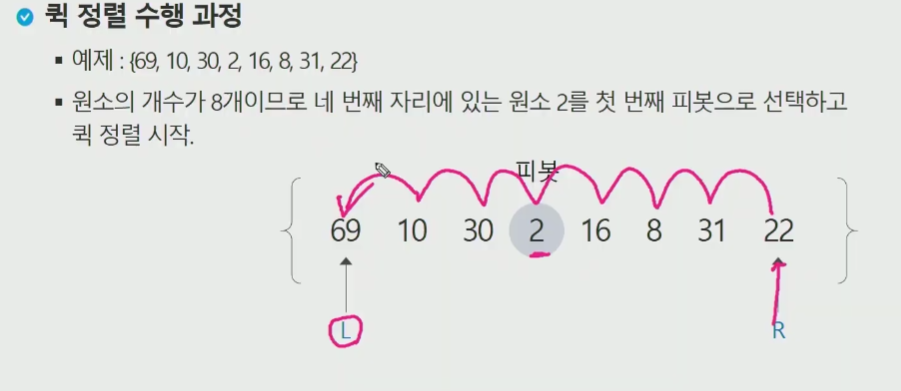 퀵 정렬 수행 과정
▪ 예제 : {69, 10, 30, 2, 16, 8, 31, 22}
▪ 원소의 개수가 8개이므로 네 번째 자리에 있는 원소 2를 첫 번째 피봇으로 선택하고
퀵 정렬 시작.
피봇
{ 69 10 30 2 16 8 31 22 }
L R